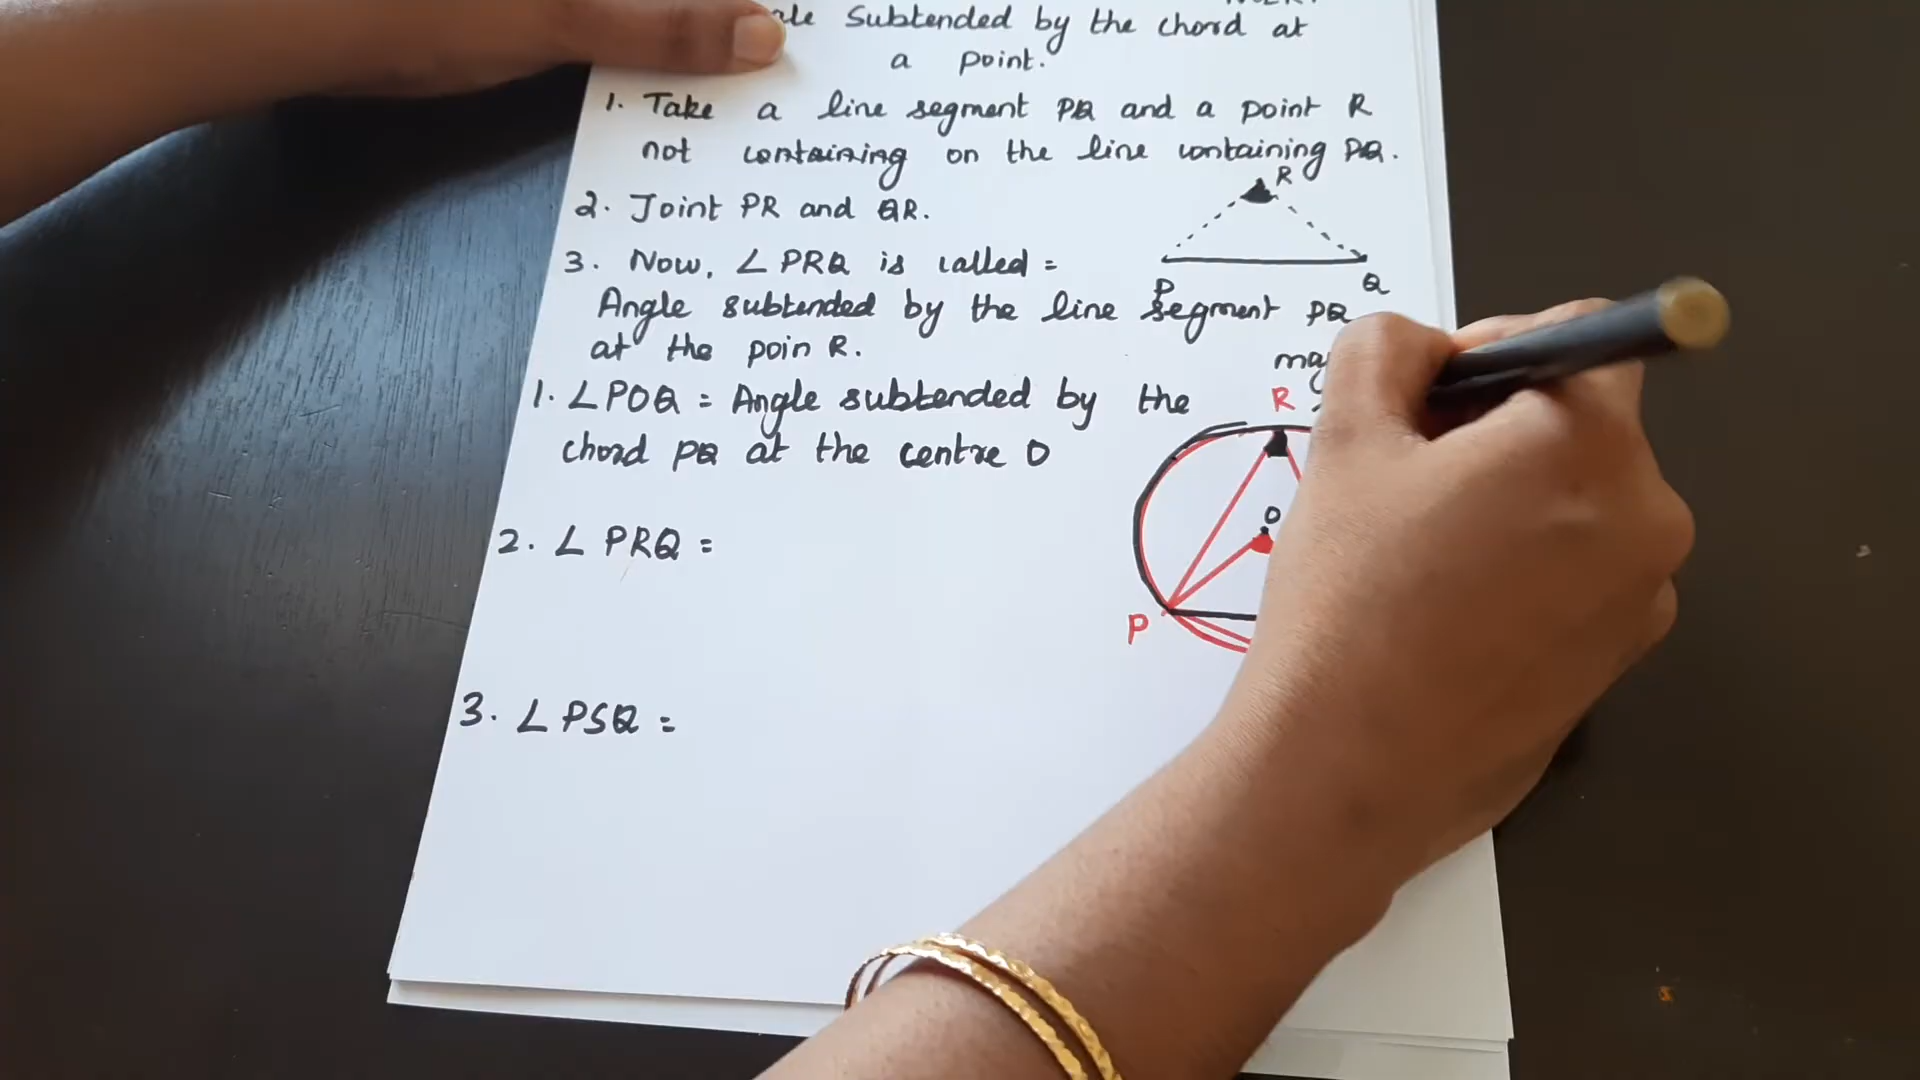 Subtended by the chord at
a point.
1. Take a line segment PQ and a point R
not containing on the line containing PQ.
R
2. Joint PR and QR.
3. Now, ∠PRQ is called =
P Q
Angle subtended by the line segment PQ
at the poin R.
1. ∠POQ = Angle subtended by the
R
chord PQ at the centre O
O
2. ∠PRQ =
P
3. ∠PSQ =